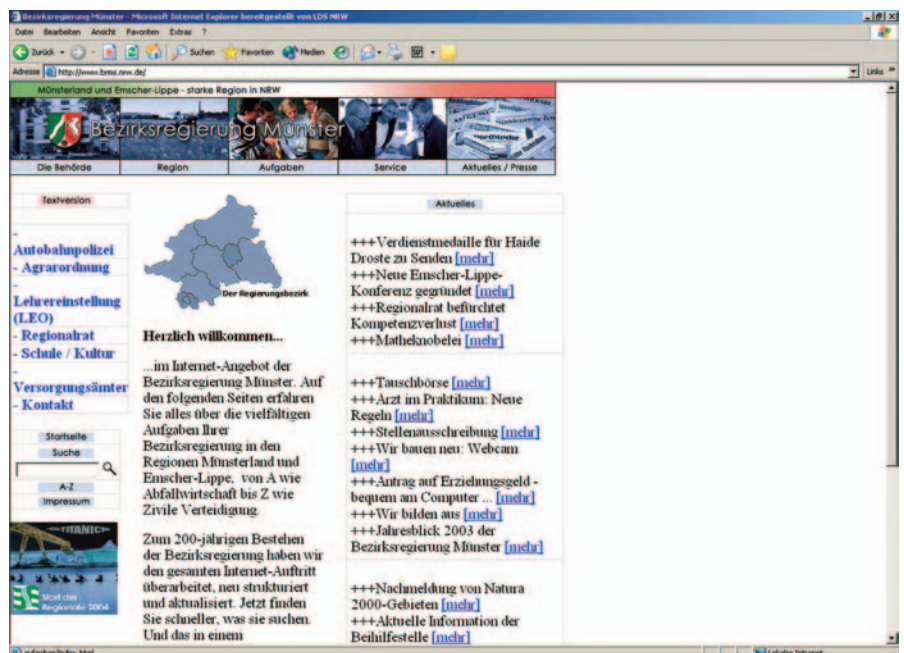 Bezirksregierung Münster - Microsoft Internet Explorer bereitgestellt von LDS NRW
Datei Bearbeiten Ansicht Favoriten Extras ?
Zurück Suchen Favoriten Medien
Adresse http://www.brms.nrw.de/ Links »
Münsterland und Emscher-Lippe - starke Region in NRW
Bezirksregierung Münster
Die Behörde Region Aufgaben Service Aktuelles / Presse
Textversion
-
Autobahnpolizei
- Agrarordnung
-
Lehrereinstellung
(LEO)
- Regionalrat
- Schule / Kultur
-
Versorgungsämter
- Kontakt
Startseite
Suche
A-Z
Impressum
TITANIC
Start der
Regionale 2004
Der Regierungsbezirk
Herzlich willkommen...
...im Internet-Angebot der
Bezirksregierung Münster. Auf
den folgenden Seiten erfahren
Sie alles über die vielfältigen
Aufgaben Ihrer
Bezirksregierung in den
Regionen Münsterland und
Emscher-Lippe, von A wie
Abfallwirtschaft bis Z wie
Zivile Verteidigung.
Zum 200-jährigen Bestehen
der Bezirksregierung haben wir
den gesamten Internet-Auftritt
überarbeitet, neu strukturiert
und aktualisiert. Jetzt finden
Sie schneller, was sie suchen.
Und das in einem
Aktuelles
+++Verdienstmedaille für Haide
Droste zu Senden [mehr]
+++Neue Emscher-Lippe-
Konferenz gegründet [mehr]
+++Regionalrat befürchtet
Kompetenzverlust [mehr]
+++Matheknobelei [mehr]
+++Tauschbörse [mehr]
+++Arzt im Praktikum: Neue
Regeln [mehr]
+++Stellenausschreibung [mehr]
+++Wir bauen neu: Webcam
[mehr]
+++Antrag auf Erziehungsgeld -
bequem am Computer ... [mehr]
+++Wir bilden aus [mehr]
+++Jahresblick 2003 der
Bezirksregierung Münster [mehr]
+++Nachmeldung von Natura
2000-Gebieten [mehr]
+++Aktuelle Information der
Beihilfestelle [mehr]
aufgaben/index.html Lokales Intranet